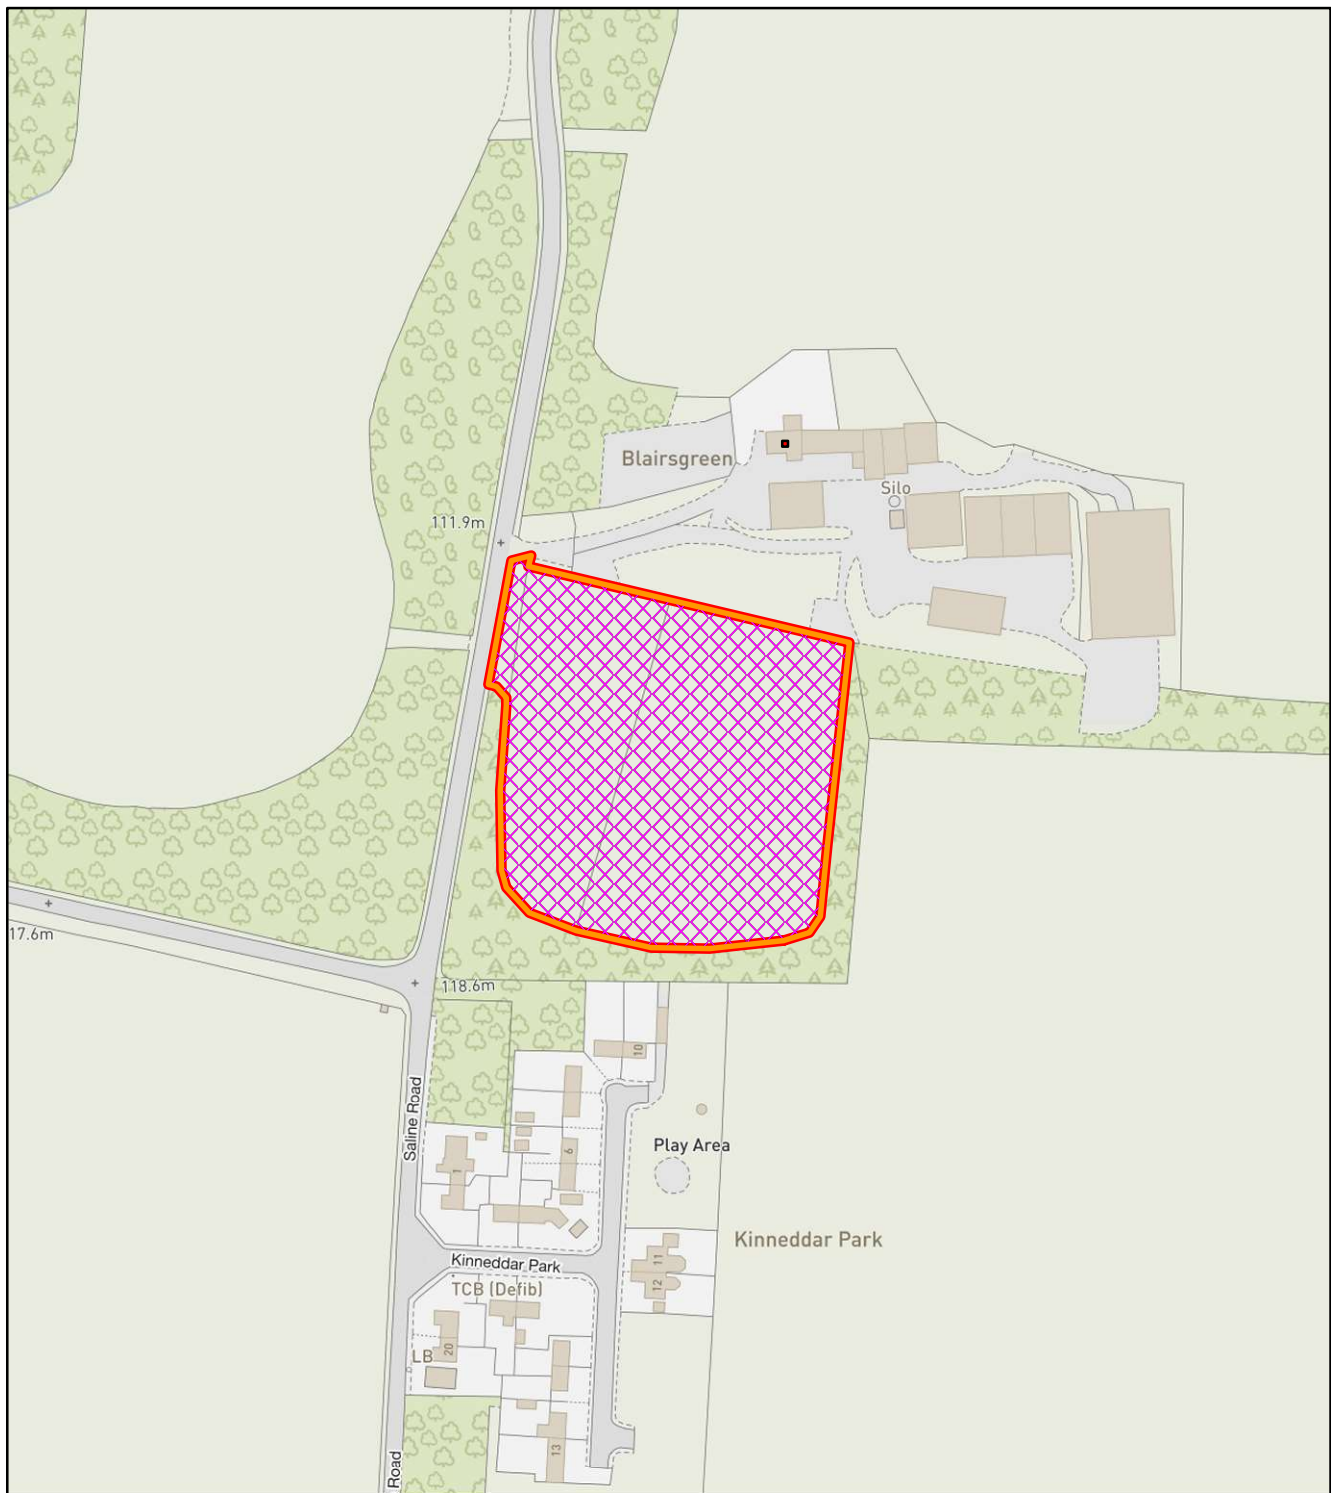 Blairsgreen
Silo
111.9m
17.6m
118.6m
10
Saline Road
Play Area
1
6
Kinneddar Park
11
12
Kinneddar Park
TCB (Defib)
20
LB
13
Road